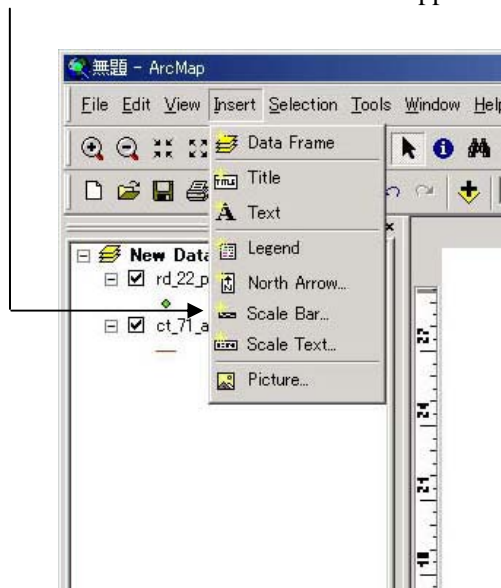 app
無題 - ArcMap
File Edit View Insert Selection Tools Window Help
Data Frame
Title
Text
New Data
Legend
rd_22_p
North Arrow...
Scale Bar...
ct_71_a
Scale Text...
Picture...